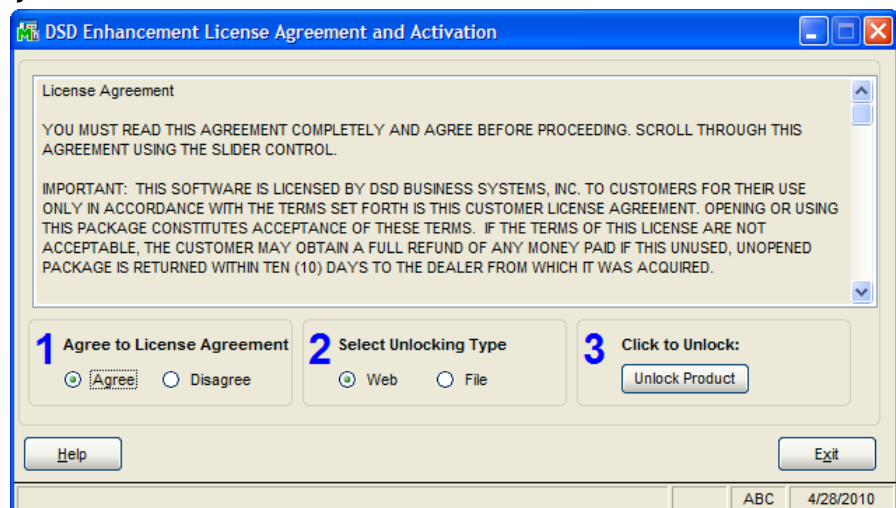 DSD Enhancement License Agreement and Activation
License Agreement
YOU MUST READ THIS AGREEMENT COMPLETELY AND AGREE BEFORE PROCEEDING. SCROLL THROUGH THIS
AGREEMENT USING THE SLIDER CONTROL.
IMPORTANT: THIS SOFTWARE IS LICENSED BY DSD BUSINESS SYSTEMS, INC. TO CUSTOMERS FOR THEIR USE
ONLY IN ACCORDANCE WITH THE TERMS SET FORTH IS THIS CUSTOMER LICENSE AGREEMENT. OPENING OR USING
THIS PACKAGE CONSTITUTES ACCEPTANCE OF THESE TERMS. IF THE TERMS OF THIS LICENSE ARE NOT
ACCEPTABLE, THE CUSTOMER MAY OBTAIN A FULL REFUND OF ANY MONEY PAID IF THIS UNUSED, UNOPENED
PACKAGE IS RETURNED WITHIN TEN (10) DAYS TO THE DEALER FROM WHICH IT WAS ACQUIRED.
1 Agree to License Agreement
Agree Disagree
2 Select Unlocking Type
Web File
3 Click to Unlock:
Unlock Product
Help
Exit
ABC 4/28/2010